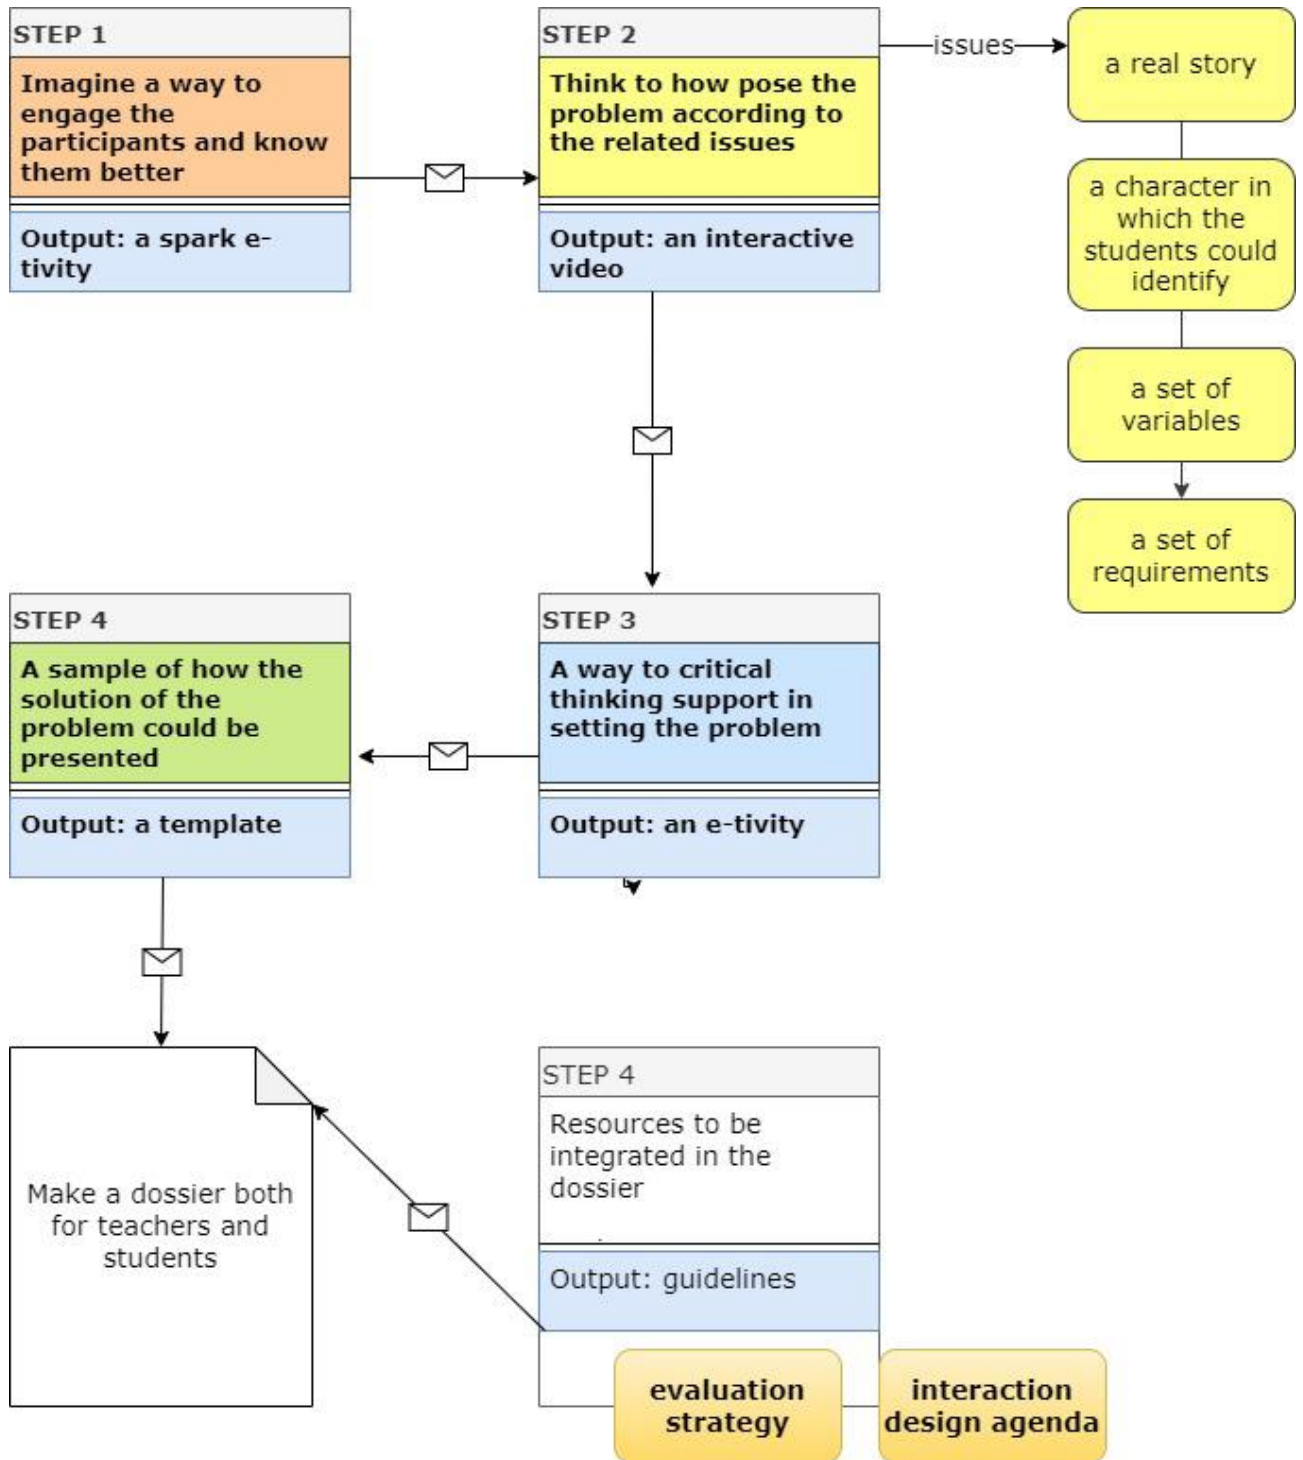 STEP 1
Imagine a way to
engage the
participants and know
them better
Output: a spark e-
tivity
STEP 2
Think to how pose the
problem according to
the related issues
Output: an interactive
video
issues
a real story
a character in
which the
students could
identify
a set of
variables
a set of
requirements
STEP 4
A sample of how the
solution of the
problem could be
presented
Output: a template
STEP 3
A way to critical
thinking support in
setting the problem
Output: an e-tivity
Make a dossier both
for teachers and
students
STEP 4
Resources to be
integrated in the
dossier
.
Output: guidelines
evaluation
strategy
interaction
design agenda